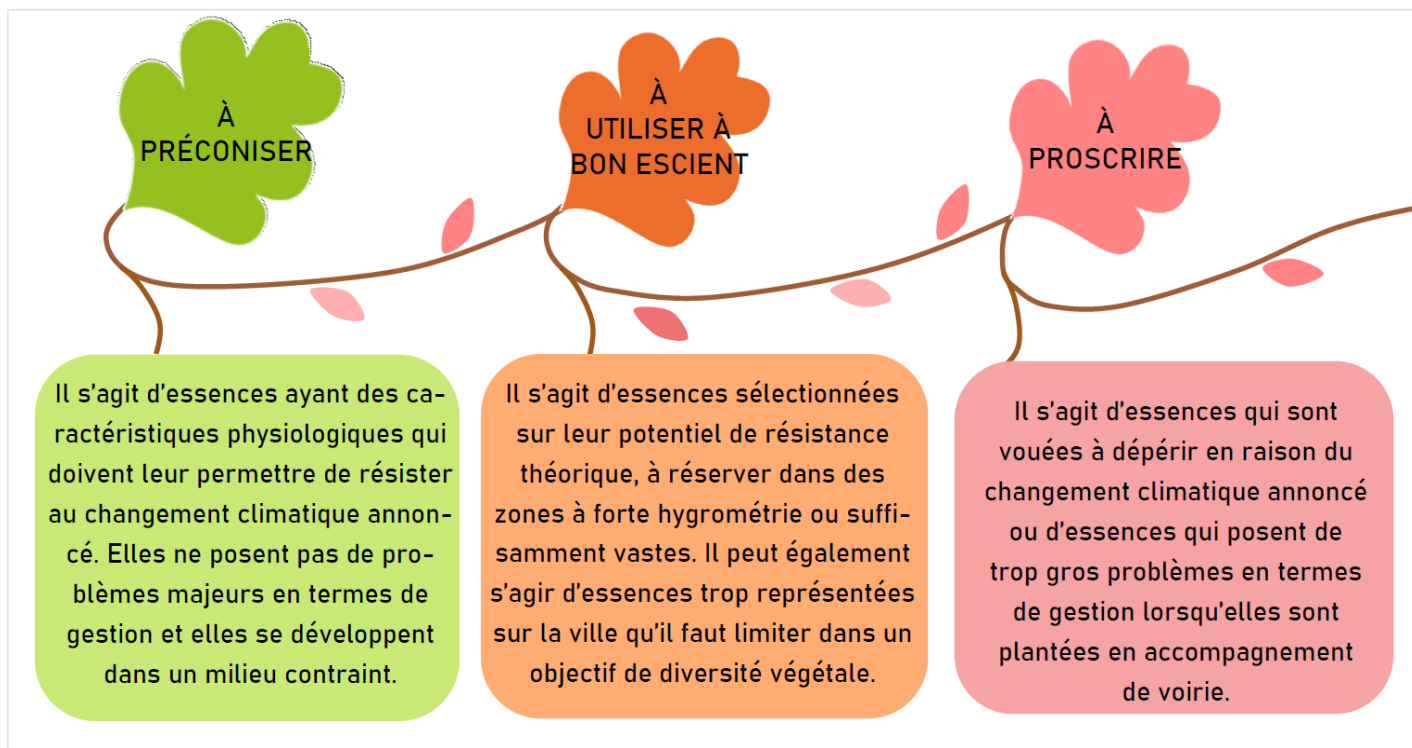 À
PRÉCONISER
À
UTILISER À
BON ESCIENT
À
PROSCRIRE
Il s'agit d'essences ayant des ca-
ractéristiques physiologiques qui
doivent leur permettre de résister
au changement climatique annon-
cé. Elles ne posent pas de pro-
blèmes majeurs en termes de
gestion et elles se développent
dans un milieu contraint.
Il s'agit d'essences sélectionnées
sur leur potentiel de résistance
théorique, à réserver dans des
zones à forte hygrométrie ou suffi-
samment vastes. Il peut également
s'agir d'essences trop représentées
sur la ville qu'il faut limiter dans un
objectif de diversité végétale.
Il s'agit d'essences qui sont
vouées à dépérir en raison du
changement climatique annoncé
ou d'essences qui posent de
trop gros problèmes en termes
de gestion lorsqu'elles sont
plantées en accompagnement
de voirie.